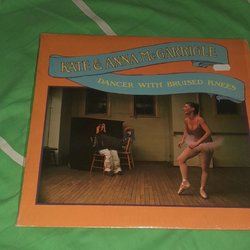 KATE & ANNA McGARRIGLE
DANCER WITH BRUISED KNEES